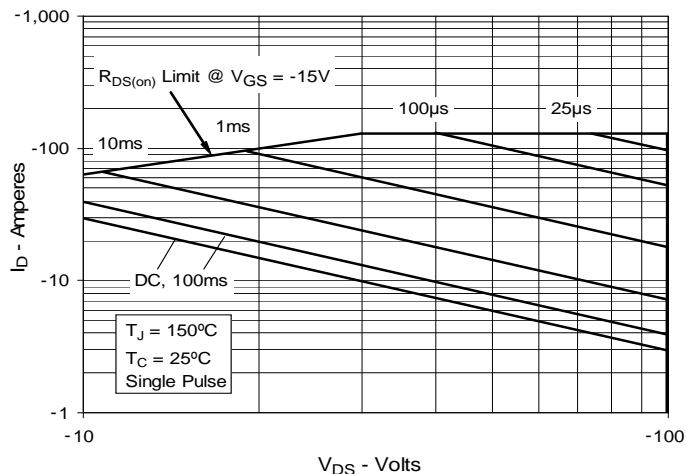 -1,000
R_DS(on) Limit @ V_GS = -15V
100µs
25µs
1ms
-100
10ms
I_D - Amperes
-10
DC, 100ms
T_J = 150ºC
T_C = 25ºC
Single Pulse
-1
-10
-100
V_DS - Volts